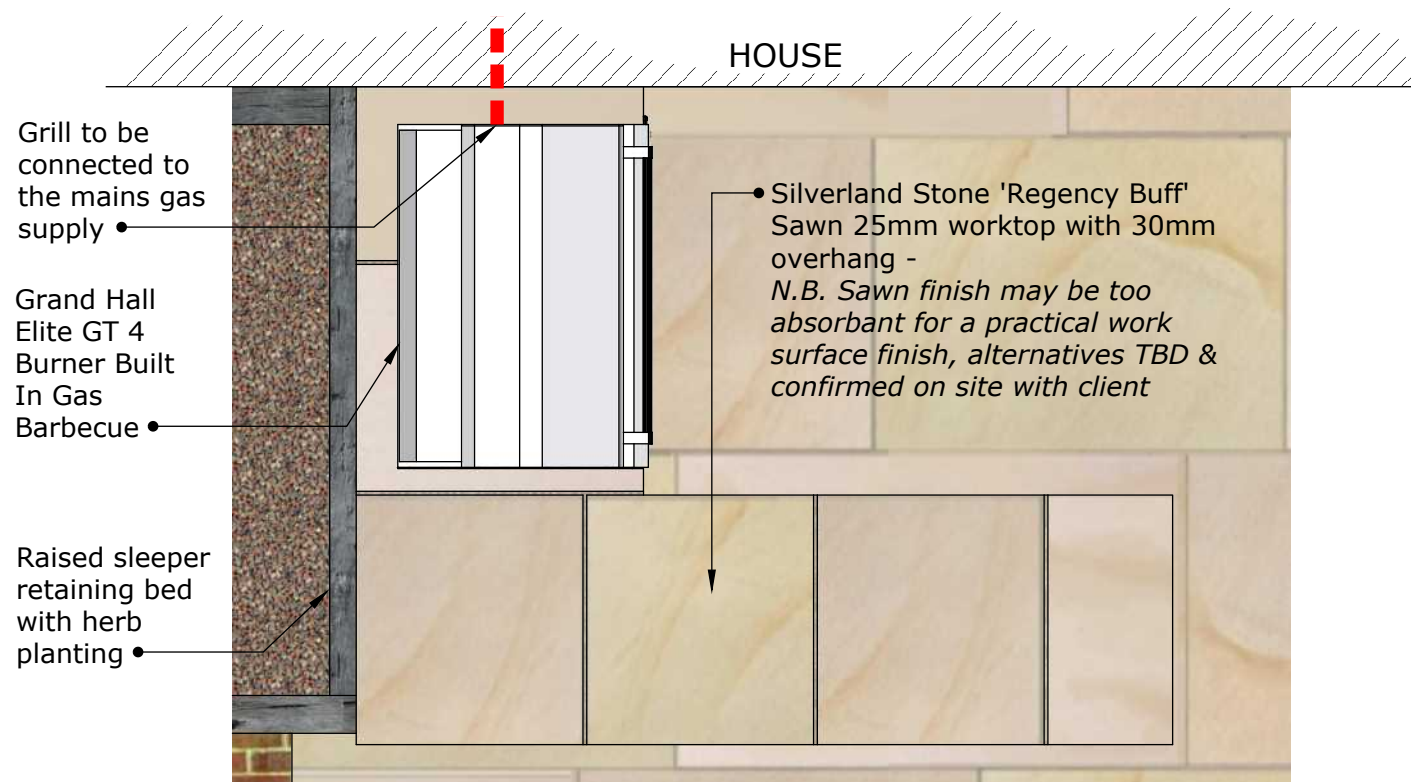 HOUSE
Grill to be
connected to
the mains gas
supply
Silverland Stone 'Regency Buff'
Sawn 25mm worktop with 30mm
overhang -
N.B. Sawn finish may be too
absorbant for a practical work
surface finish, alternatives TBD &
confirmed on site with client
Grand Hall
Elite GT 4
Burner Built
In Gas
Barbecue
Raised sleeper
retaining bed
with herb
planting